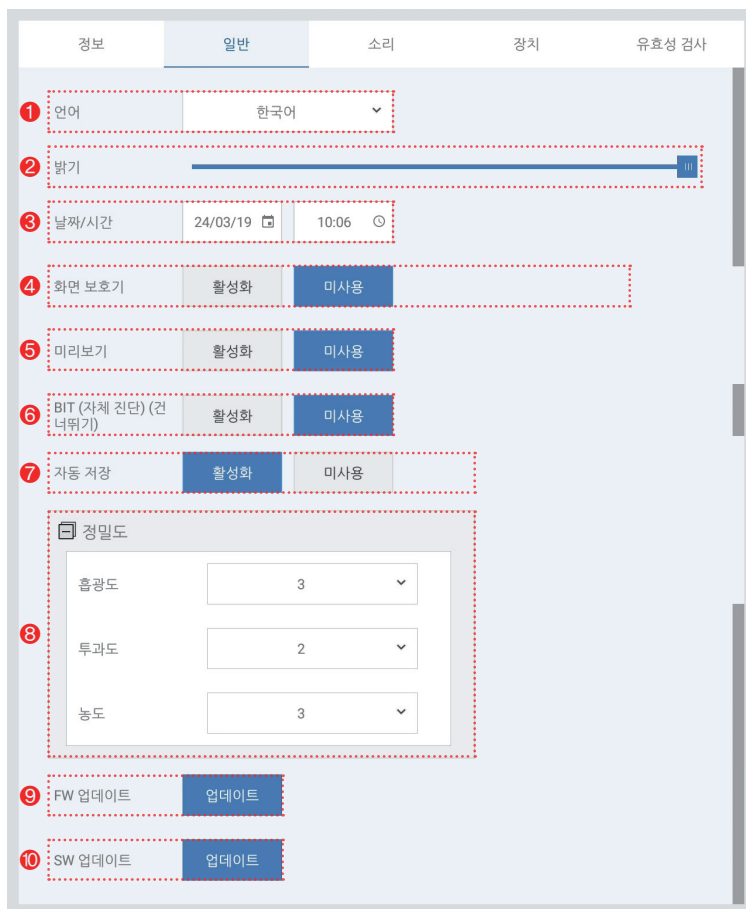 정보 일반 소리 장치 유효성 검사
1 언어 한국어
2 밝기
3 날짜/시간 24/03/19 10:06
4 화면 보호기 활성화 미사용
5 미리보기 활성화 미사용
6 BIT (자체 진단) (건
너뛰기) 활성화 미사용
7 자동 저장 활성화 미사용
정밀도
흡광도 3
8 투과도 2
농도 3
9 FW 업데이트 업데이트
10 SW 업데이트 업데이트